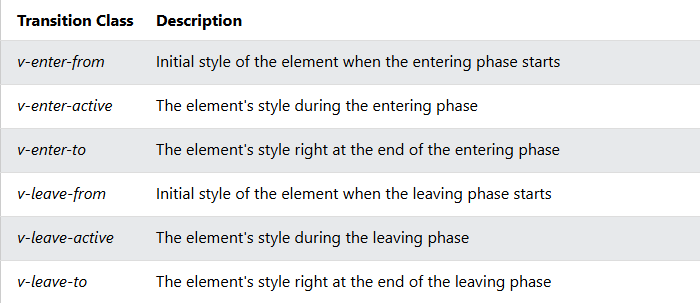 Transition Class Description
v-enter-from Initial style of the element when the entering phase starts
v-enter-active The element's style during the entering phase
v-enter-to The element's style right at the end of the entering phase
v-leave-from Initial style of the element when the leaving phase starts
v-leave-active The element's style during the leaving phase
v-leave-to The element's style right at the end of the leaving phase